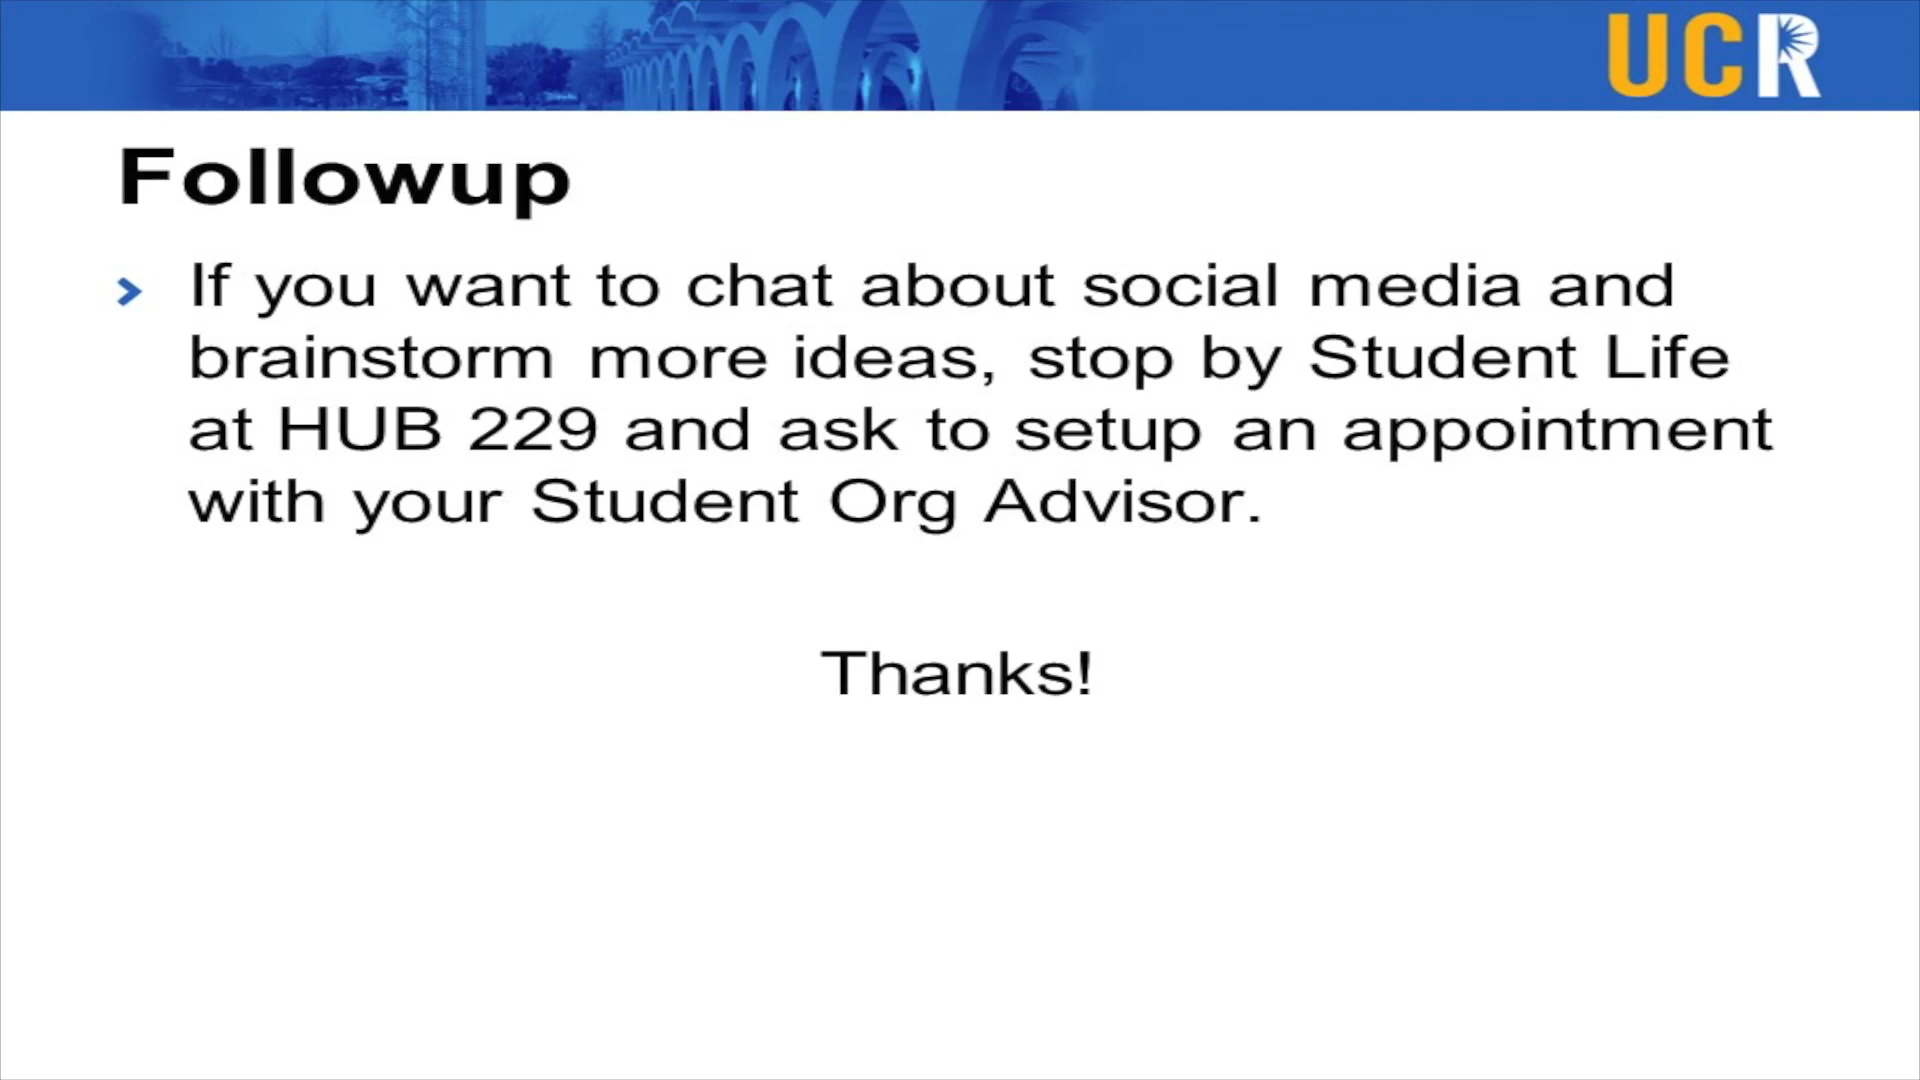 UCR
Followup
If you want to chat about social media and
brainstorm more ideas, stop by Student Life
at HUB 229 and ask to setup an appointment
with your Student Org Advisor.
Thanks!